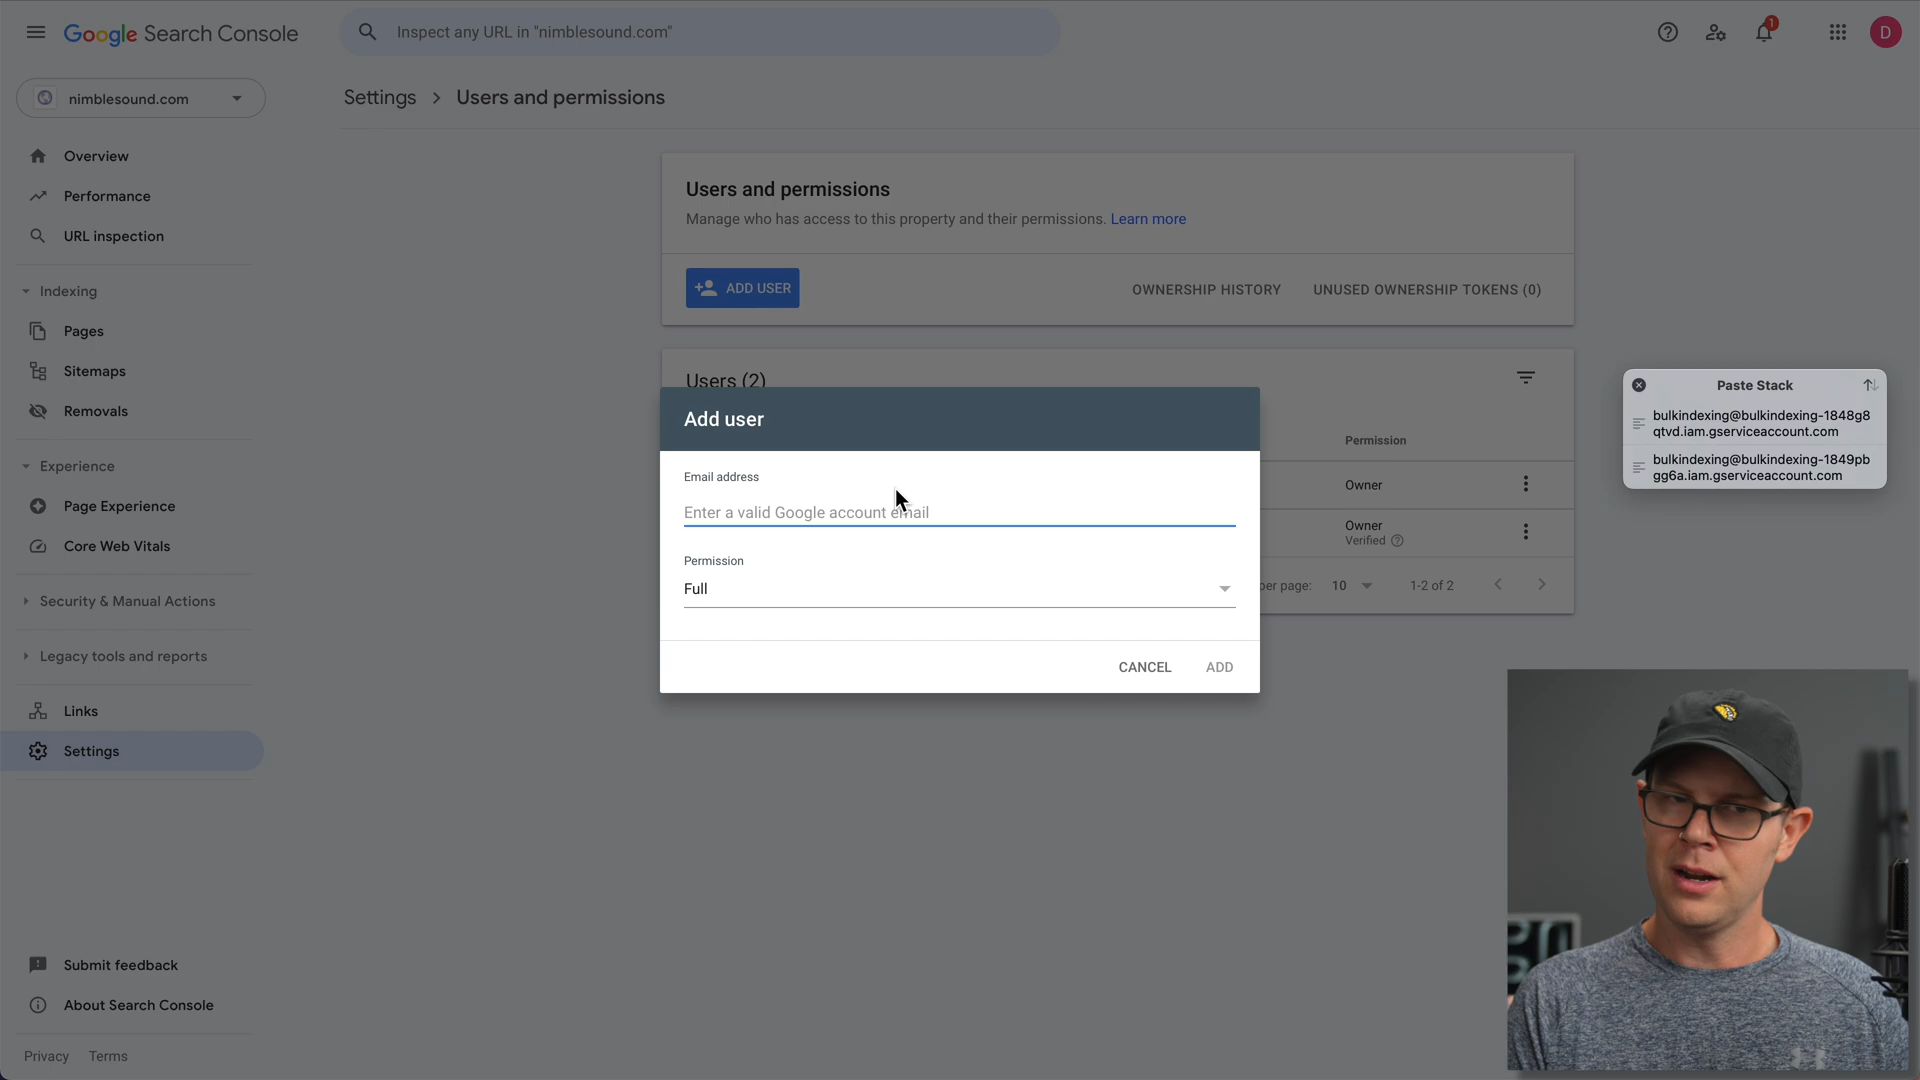 Google Search Console
Inspect any URL in "nimblesound.com"
1
D
nimblesound.com
Settings > Users and permissions
Overview
Performance
URL inspection
Indexing
Pages
Sitemaps
Removals
Experience
Page Experience
Core Web Vitals
Security & Manual Actions
Legacy tools and reports
Links
Settings
Submit feedback
About Search Console
Privacy Terms
Users and permissions
Manage who has access to this property and their permissions. Learn more
ADD USER
OWNERSHIP HISTORY
UNUSED OWNERSHIP TOKENS (0)
Users (2)
Permission
Owner
Owner
Verified
per page: 10 1-2 of 2
Add user
Email address
Enter a valid Google account email
Permission
Full
CANCEL ADD
Paste Stack
bulkindexing@bulkindexing-1848g8
qtvd.iam.gserviceaccount.com
bulkindexing@bulkindexing-1849pb
gg6a.iam.gserviceaccount.com